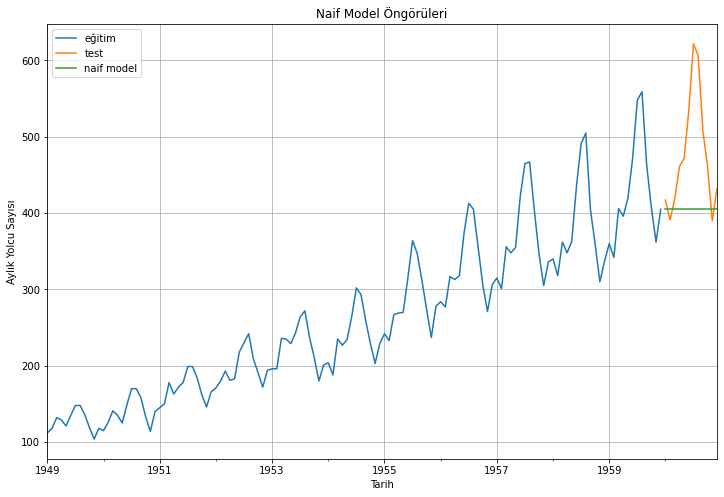 Naif Model Öngörüleri
eğitim
test
naif model
600
500
400
300
200
100
Aylık Yolcu Sayısı
1949
1951
1953
1955
1957
1959
Tarih